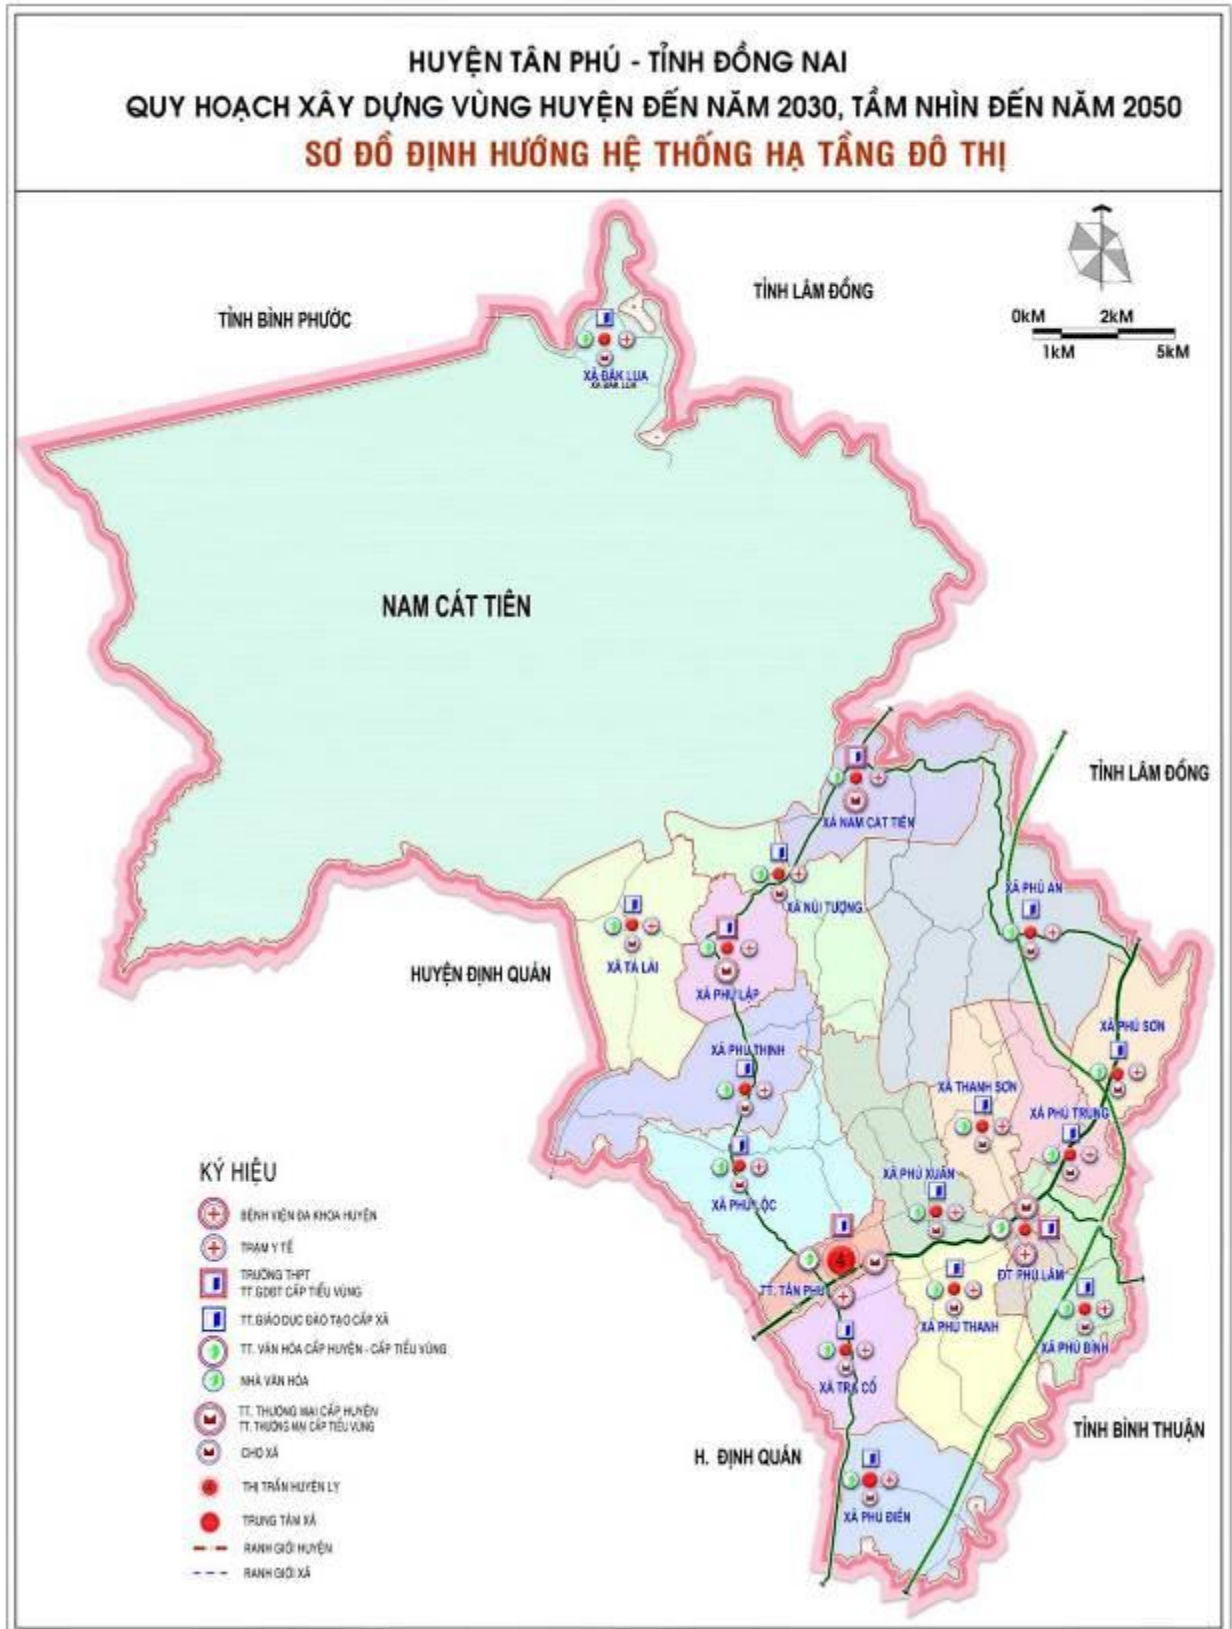 HUYỆN TÂN PHÚ - TỈNH ĐỒNG NAI
QUY HOẠCH XÂY DỰNG VÙNG HUYỆN ĐẾN NĂM 2030, TẦM NHÌN ĐẾN NĂM 2050
SƠ ĐỒ ĐỊNH HƯỚNG HỆ THỐNG HẠ TẦNG ĐÔ THỊ
TỈNH LÂM ĐỒNG
TỈNH BÌNH PHƯỚC
0kM 2kM
1kM 5kM
XÃ ĐĂK LUA
XÃ ĐĂK LUA
NAM CÁT TIÊN
TỈNH LÂM ĐỒNG
XÃ NAM CÁT TIÊN
XÃ PHÚ AN
XÃ NÚI TƯỢNG
XÃ TÀ LÀI
HUYỆN ĐỊNH QUÁN
XÃ PHÚ LẬP
XÃ PHÚ SƠN
XÃ PHÚ THỊNH
XÃ THANH SƠN
XÃ PHÚ TRUNG
XÃ PHÚ XUÂN
XÃ PHÚ LỘC
ĐT PHÚ LÂM
4
TT. TÂN PHÚ
XÃ PHÚ THANH
XÃ PHÚ BÌNH
XÃ TRÀ CỔ
TỈNH BÌNH THUẬN
H. ĐỊNH QUÁN
XÃ PHÚ ĐIỀN
KÝ HIỆU
BỆNH VIỆN ĐA KHOA HUYỆN
TRẠM Y TẾ
TRƯỜNG THPT
TT.GDĐT CẤP TIỂU VÙNG
TT.GIÁO DỤC ĐÀO TẠO CẤP XÃ
TT. VĂN HÓA CẤP HUYỆN - CẤP TIỂU VÙNG
NHÀ VĂN HÓA
TT. THƯƠNG MẠI CẤP HUYỆN
TT. THƯƠNG MẠI CẤP TIỂU VÙNG
CHỢ XÃ
4 THỊ TRẤN HUYỆN LỴ
TRUNG TÂM XÃ
RANH GIỚI HUYỆN
RANH GIỚI XÃ